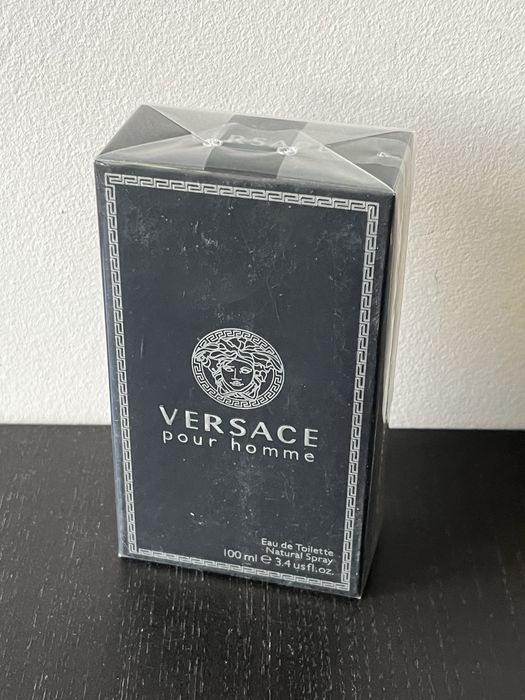 VERSACE
pour homme
Eau de Toilette
Natural Spray
100 ml ℮ 3.4 us fl.oz.